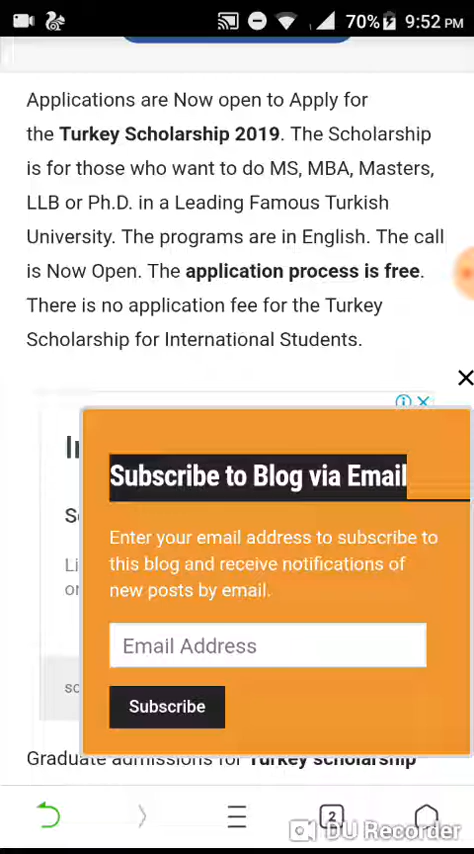 70% 9:52 PM
Applications are Now open to Apply for
the Turkey Scholarship 2019. The Scholarship
is for those who want to do MS, MBA, Masters,
LLB or Ph.D. in a Leading Famous Turkish
University. The programs are in English. The call
is Now Open. The application process is free.
There is no application fee for the Turkey
Scholarship for International Students.
Subscribe to Blog via Email
Enter your email address to subscribe to
this blog and receive notifications of
new posts by email.
Email Address
Subscribe
Graduate admissions for Turkey scholarship
2
DU Recorder